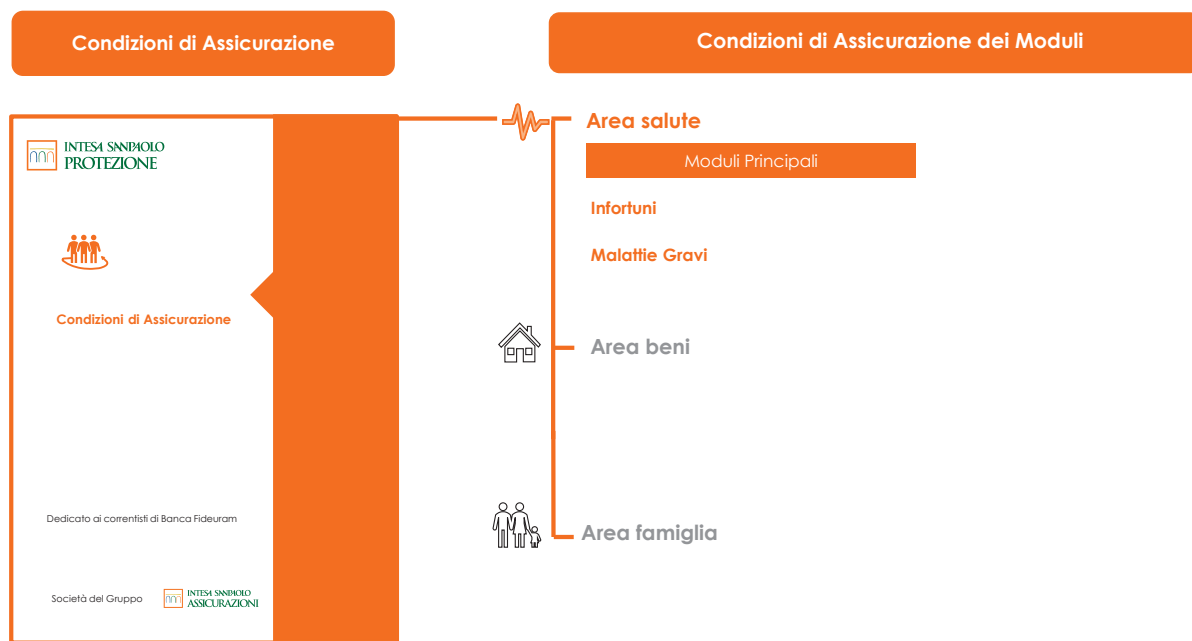 Condizioni di Assicurazione
Condizioni di Assicurazione dei Moduli
INTESA SANPAOLO
PROTEZIONE
Condizioni di Assicurazione
Dedicato ai correntisti di Banca Fideuram
Società del Gruppo
INTESA SANPAOLO
ASSICURAZIONI
Area salute
Moduli Principali
Infortuni
Malattie Gravi
Area beni
Area famiglia